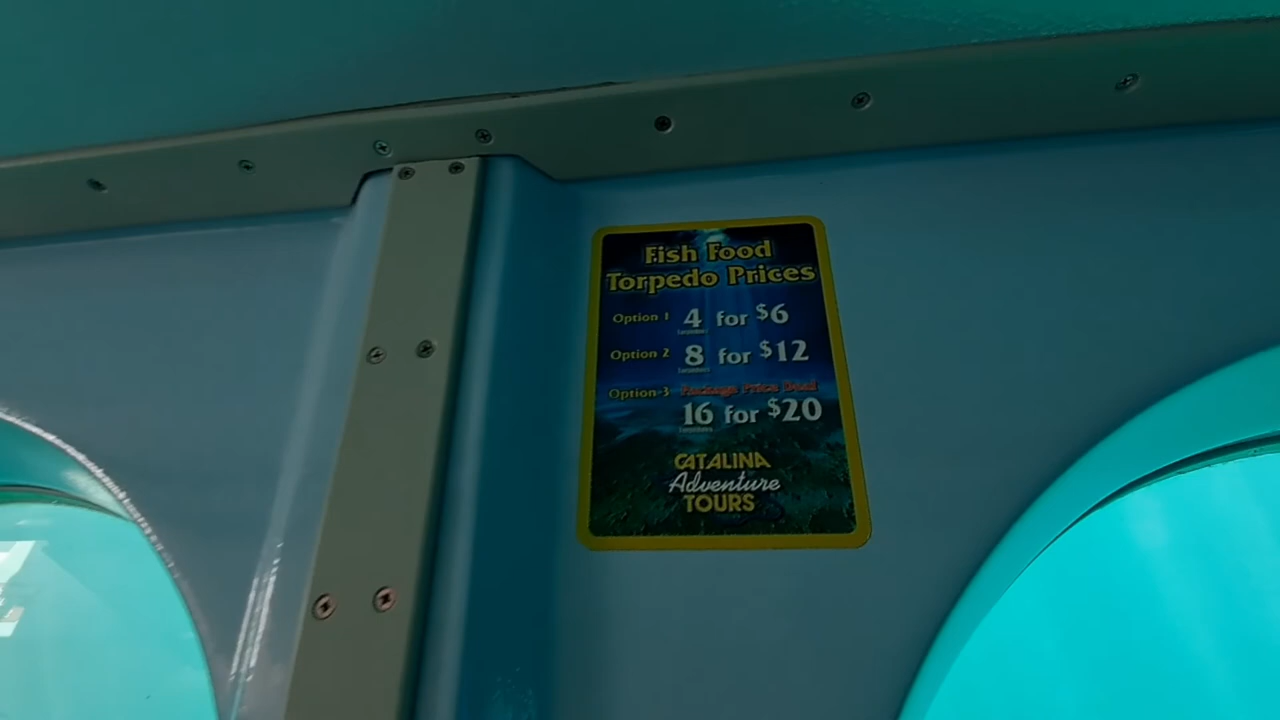 Fish Food
Torpedo Prices
Option 1 4 for $6
Option 2 8 for $12
Option 3 Package Price Deal
16 for $20
CATALINA
Adventure
TOURS